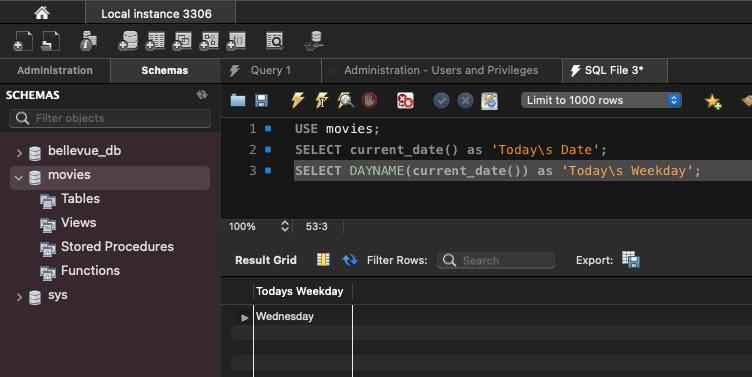 Local instance 3306
Administration
Schemas
Query 1
Administration - Users and Privileges
SQL File 3*
SCHEMAS
Filter objects
bellevue_db
movies
Tables
Views
Stored Procedures
Functions
sys
Limit to 1000 rows
1 USE movies;
2 SELECT current_date() as 'Today\s Date';
3 SELECT DAYNAME(current_date()) as 'Today\s Weekday';
100% 53:3
Result Grid Filter Rows: Search Export:
Todays Weekday
Wednesday